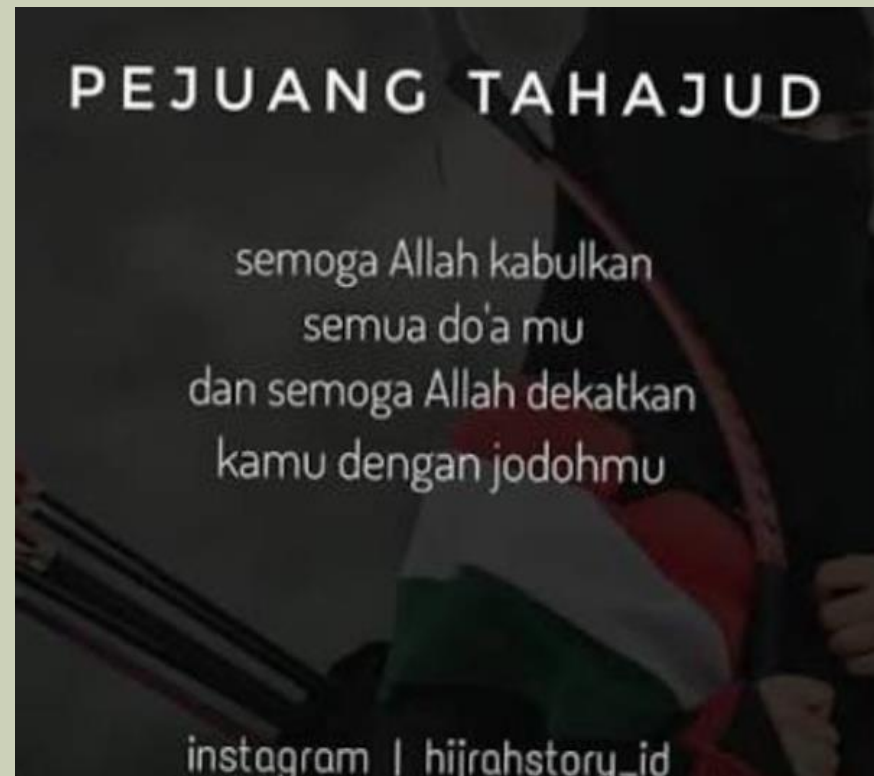 PEJUANG TAHAJUD
semoga Allah kabulkan
semua do'a mu
dan semoga Allah dekatkan
kamu dengan jodohmu
instagram | hijrahstory_id